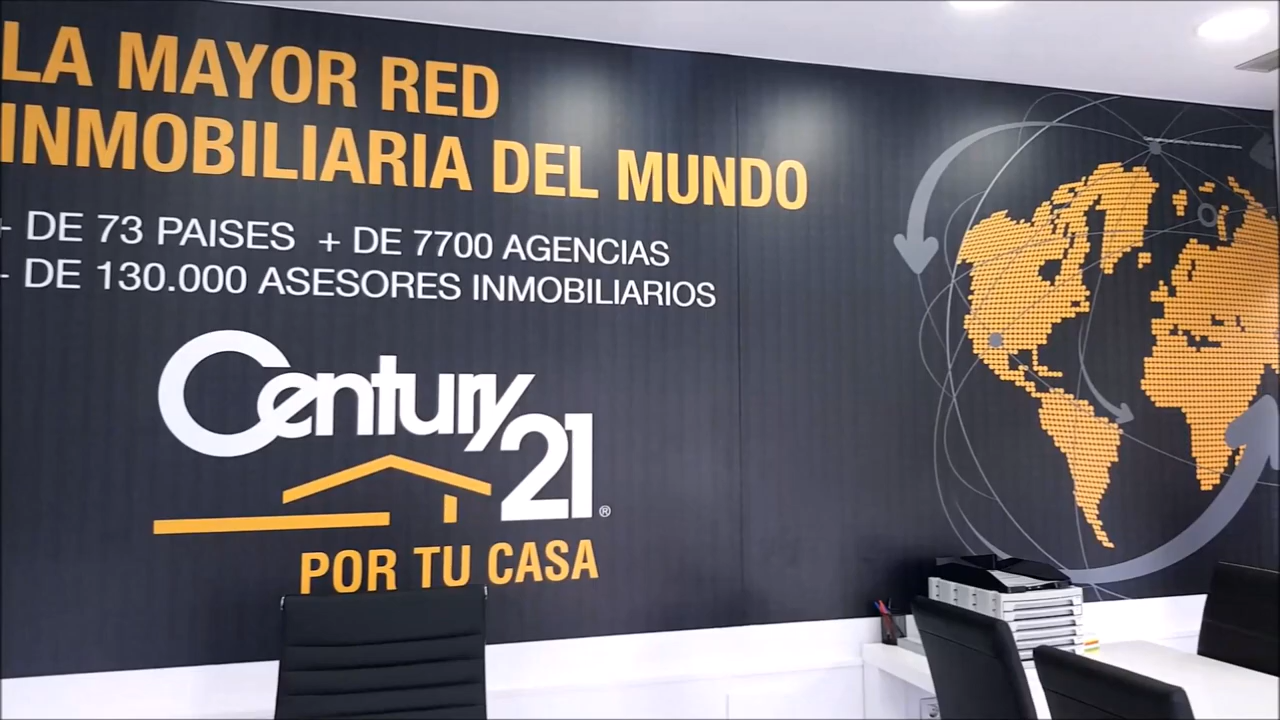 LA MAYOR RED
INMOBILIARIA DEL MUNDO
+ DE 73 PAISES + DE 7700 AGENCIAS
+ DE 130.000 ASESORES INMOBILIARIOS
Century
21®
POR TU CASA